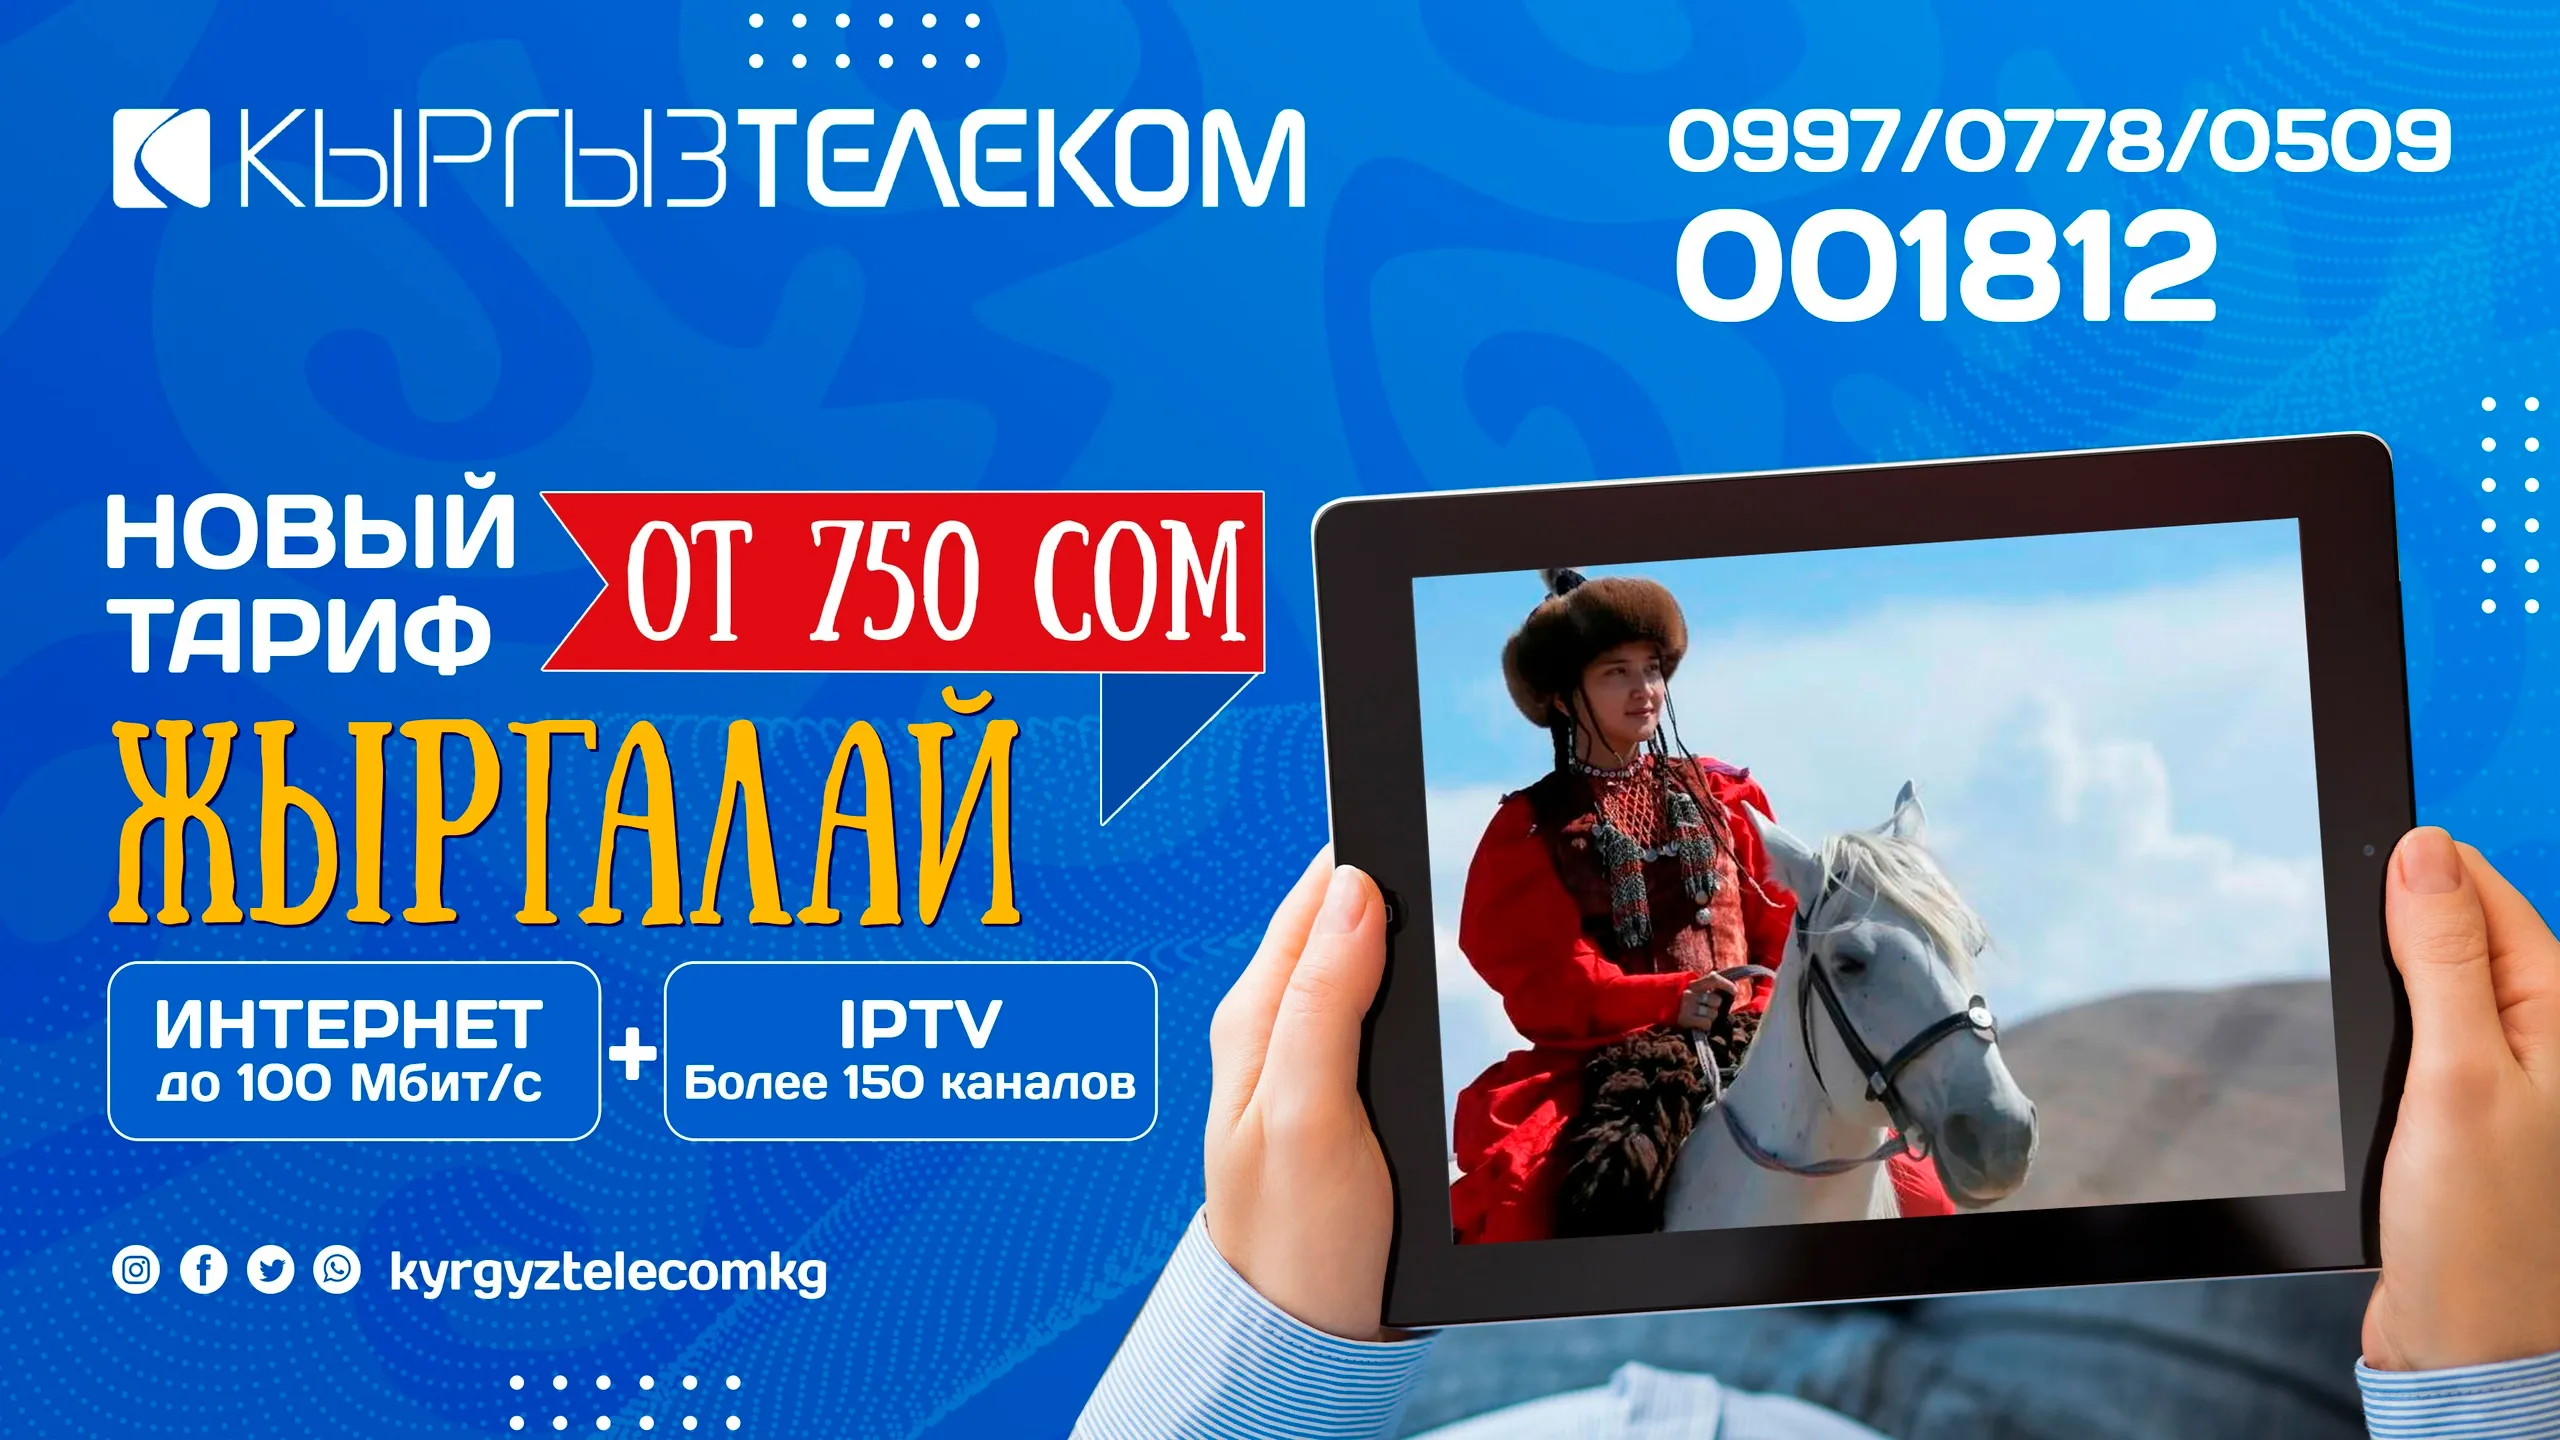 КЫРГЫЗТЕЛЕКОМ
0997/0778/0509
001812
НОВЫЙ
ТАРИФ
ОТ 750 СОМ
ЖЫРГАЛАЙ
ИНТЕРНЕТ
до 100 Мбит/с
+
IPTV
Более 150 каналов
kyrgyztelecomkg